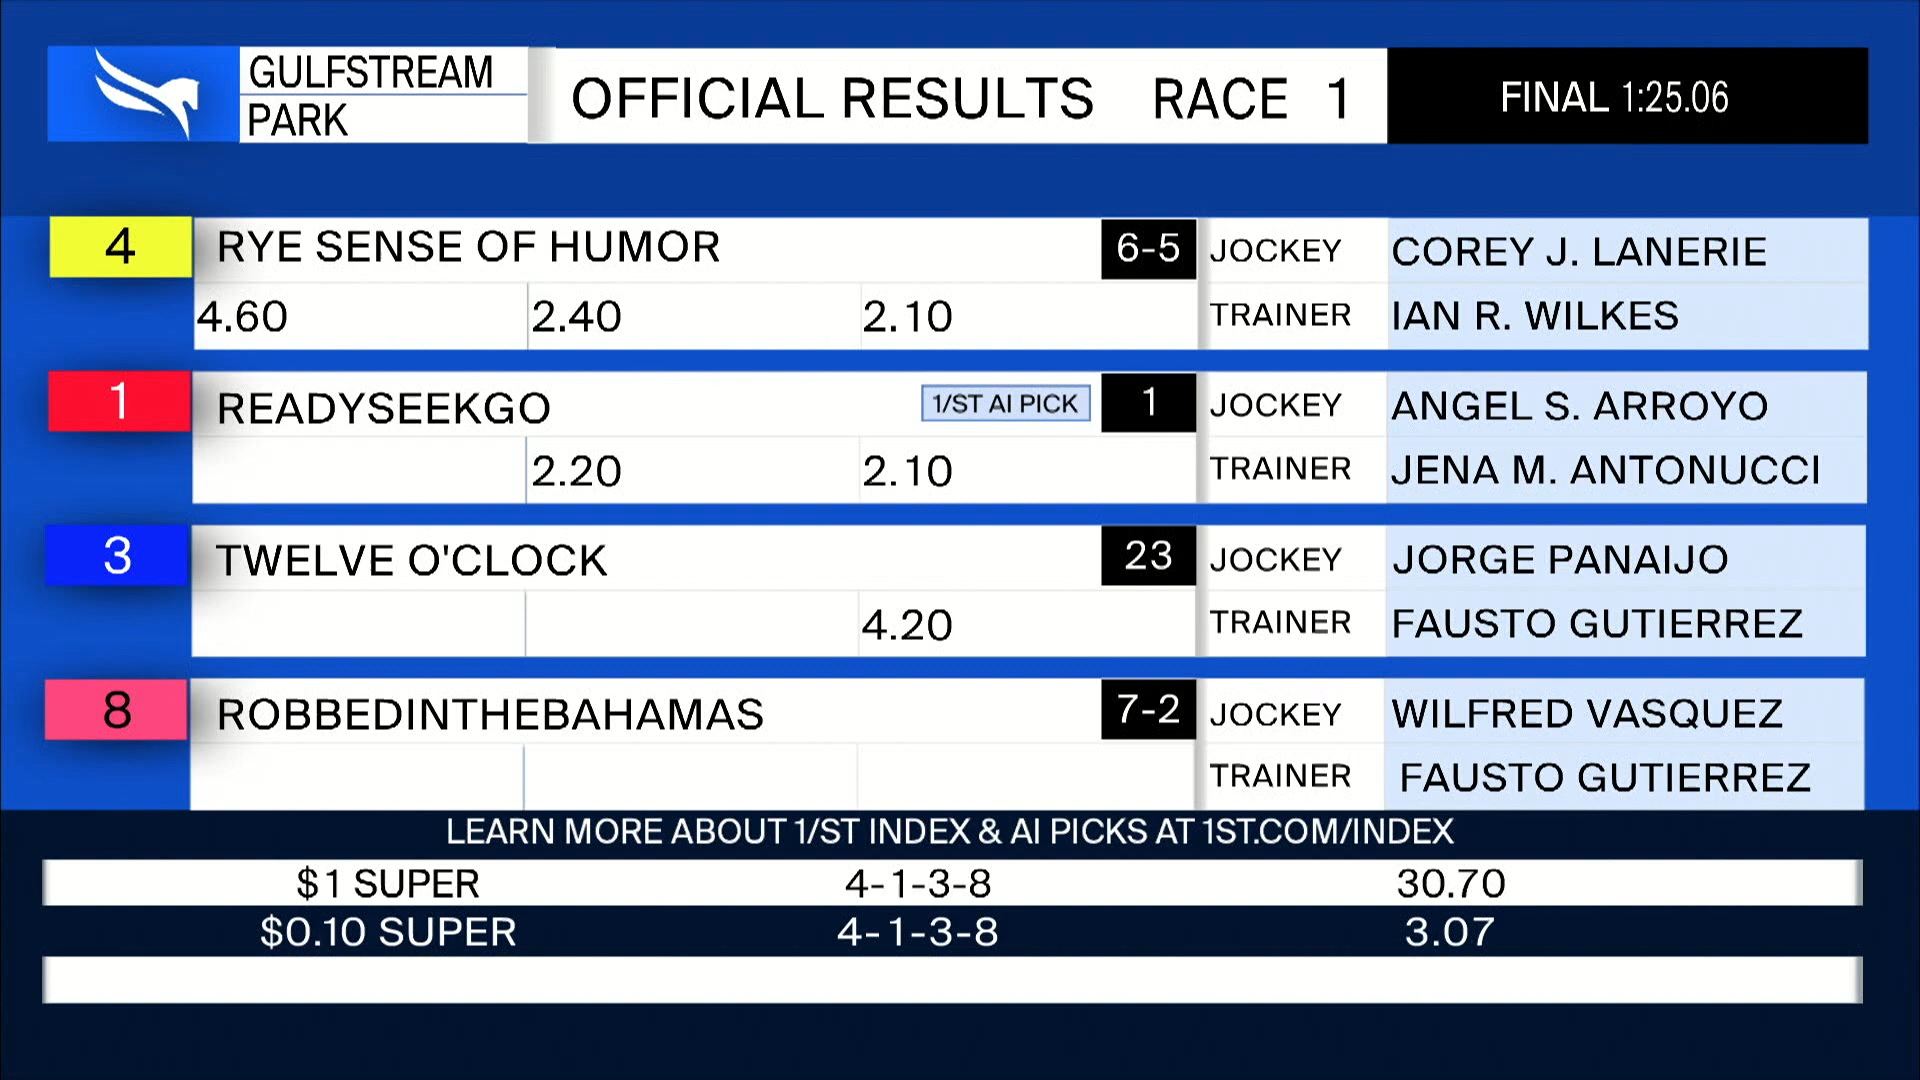 GULFSTREAM
PARK
OFFICIAL RESULTS RACE 1
FINAL 1:25.06
4 RYE SENSE OF HUMOR 6-5 JOCKEY COREY J. LANERIE
4.60 2.40 2.10 TRAINER IAN R. WILKES
1 READYSEEKGO 1/ST AI PICK 1 JOCKEY ANGEL S. ARROYO
2.20 2.10 TRAINER JENA M. ANTONUCCI
3 TWELVE O'CLOCK 23 JOCKEY JORGE PANAIJO
4.20 TRAINER FAUSTO GUTIERREZ
8 ROBBEDINTHEBAHAMAS 7-2 JOCKEY WILFRED VASQUEZ
TRAINER FAUSTO GUTIERREZ
LEARN MORE ABOUT 1/ST INDEX & AI PICKS AT 1ST.COM/INDEX
$1 SUPER 4-1-3-8 30.70
$0.10 SUPER 4-1-3-8 3.07